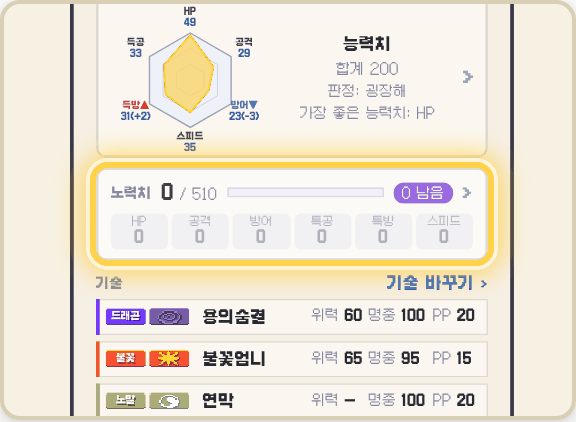 HP
49
특공
33
공격
29
능력치
합계 200
판정: 굉장해
가장 좋은 능력치: HP
특방▲
31(+2)
방어▼
23(-3)
스피드
35
노력치 0 / 510 0 남음
HP 공격 방어 특공 특방 스피드
0 0 0 0 0 0
기술 기술 바꾸기
드래곤 용의숨결 위력 60 명중 100 PP 20
불꽃 불꽃엄니 위력 65 명중 95 PP 15
노말 연막 위력 – 명중 100 PP 20